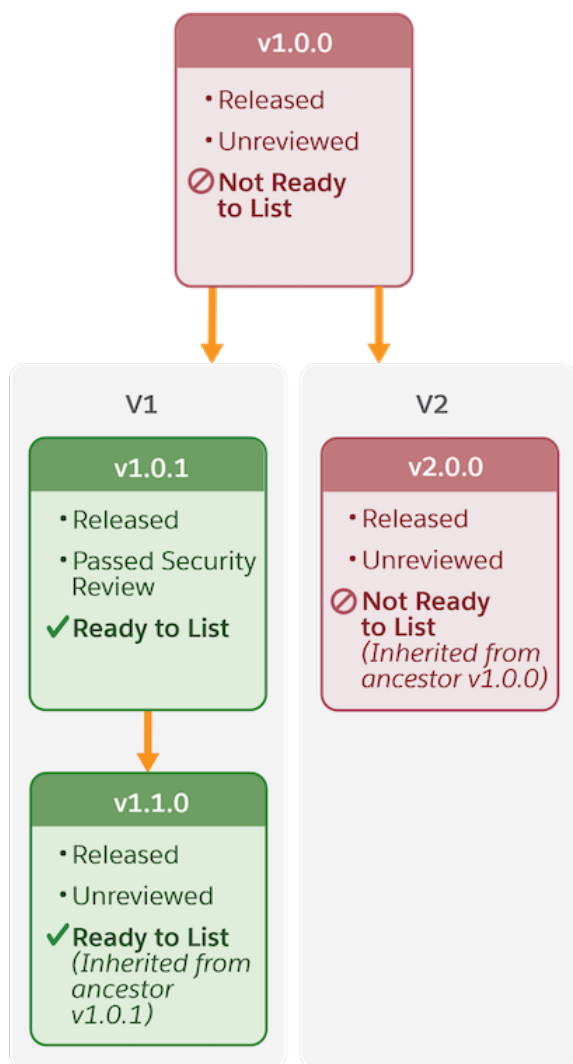 v1.0.0
• Released
• Unreviewed
Not Ready
to List
V1
v1.0.1
• Released
• Passed Security
Review
Ready to List
v1.1.0
• Released
• Unreviewed
Ready to List
(Inherited from
ancestor
v1.0.1)
V2
v2.0.0
• Released
• Unreviewed
Not Ready
to List
(Inherited from
ancestor v1.0.0)